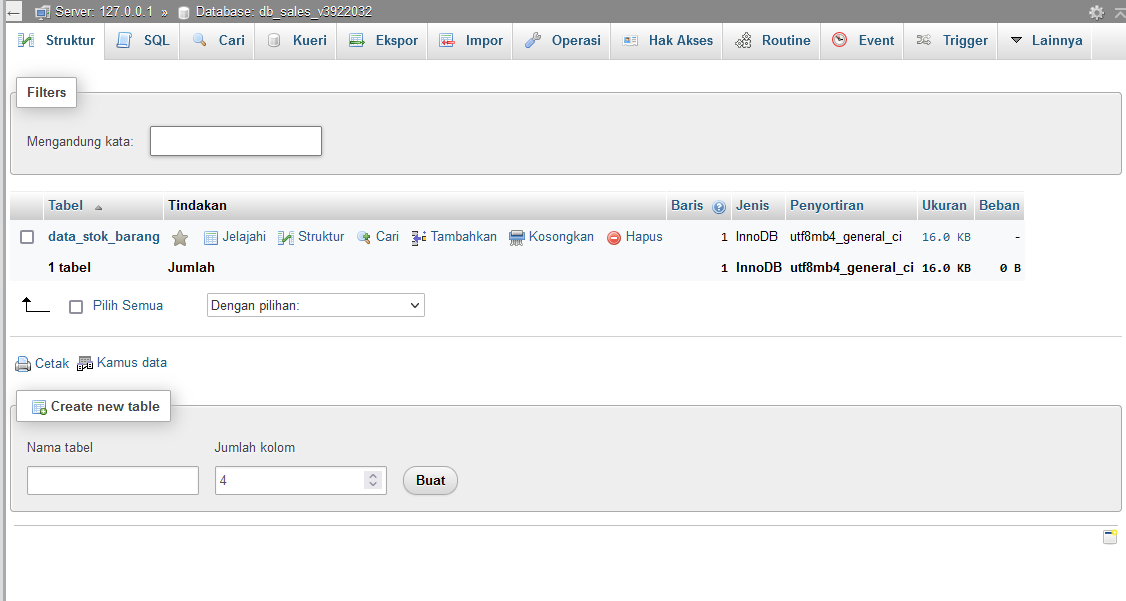 Server: 127.0.0.1 » Database: db_sales_v3922032
Struktur SQL Cari Kueri Ekspor Impor Operasi Hak Akses Routine Event Trigger Lainnya
Filters
Mengandung kata:
Tabel Tindakan Baris Jenis Penyortiran Ukuran Beban
data_stok_barang Jelajahi Struktur Cari Tambahkan Kosongkan Hapus 1 InnoDB utf8mb4_general_ci 16.0 KB -
1 tabel Jumlah 1 InnoDB utf8mb4_general_ci 16.0 KB 0 B
Pilih Semua Dengan pilihan:
Cetak Kamus data
Create new table
Nama tabel Jumlah kolom
4 Buat